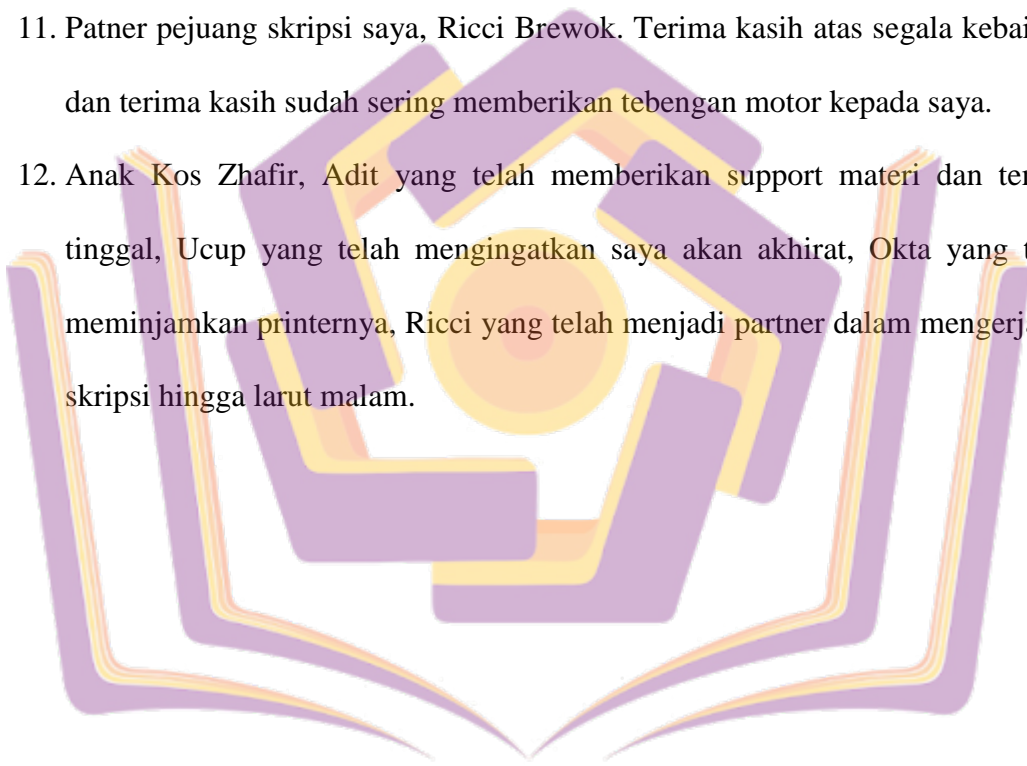 11. Patner pejuang skripsi saya, Ricci Brewok. Terima kasih atas segala kebai
dan terima kasih sudah sering memberikan tebengan motor kepada saya.
12. Anak Kos Zhafir, Adit yang telah memberikan support materi dan
tinggal, Ucup yang telah mengingatkan saya akan akhirat, Okta yang
meminjamkan printernya, Ricci yang telah menjadi partner dalam
skripsi hingga larut malam.